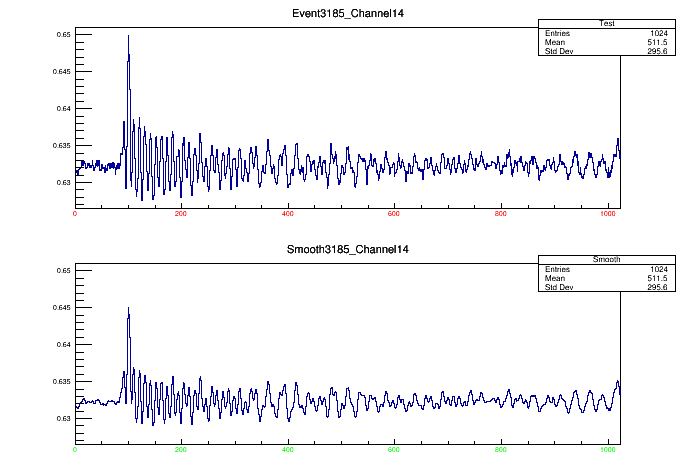 Event3185_Channel14
Test
Entries 1024
Mean 511.5
Std Dev 295.6
0.65
0.645
0.64
0.635
0.63
0 200 400 600 800 1000
Smooth3185_Channel14
Smooth
Entries 1024
Mean 511.5
Std Dev 295.6
0.65
0.645
0.64
0.635
0.63
0 200 400 600 800 1000